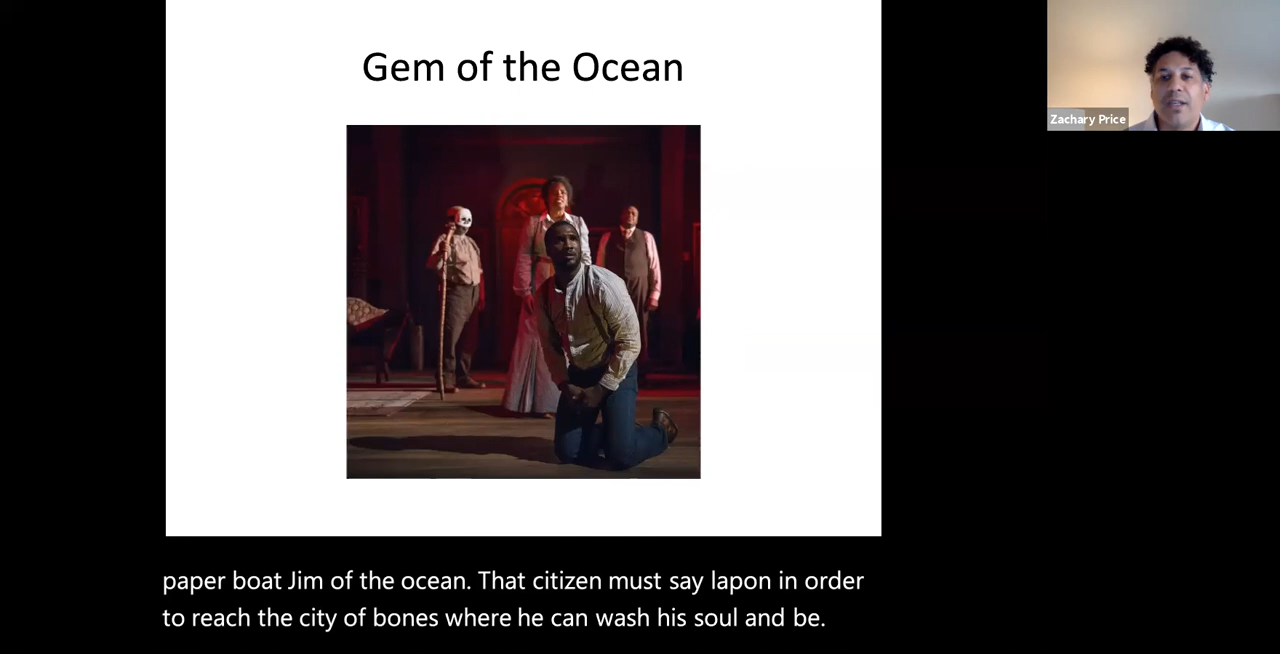 Gem of the Ocean
Zachary Price
paper boat Jim of the ocean. That citizen must say lapon in order
to reach the city of bones where he can wash his soul and be.